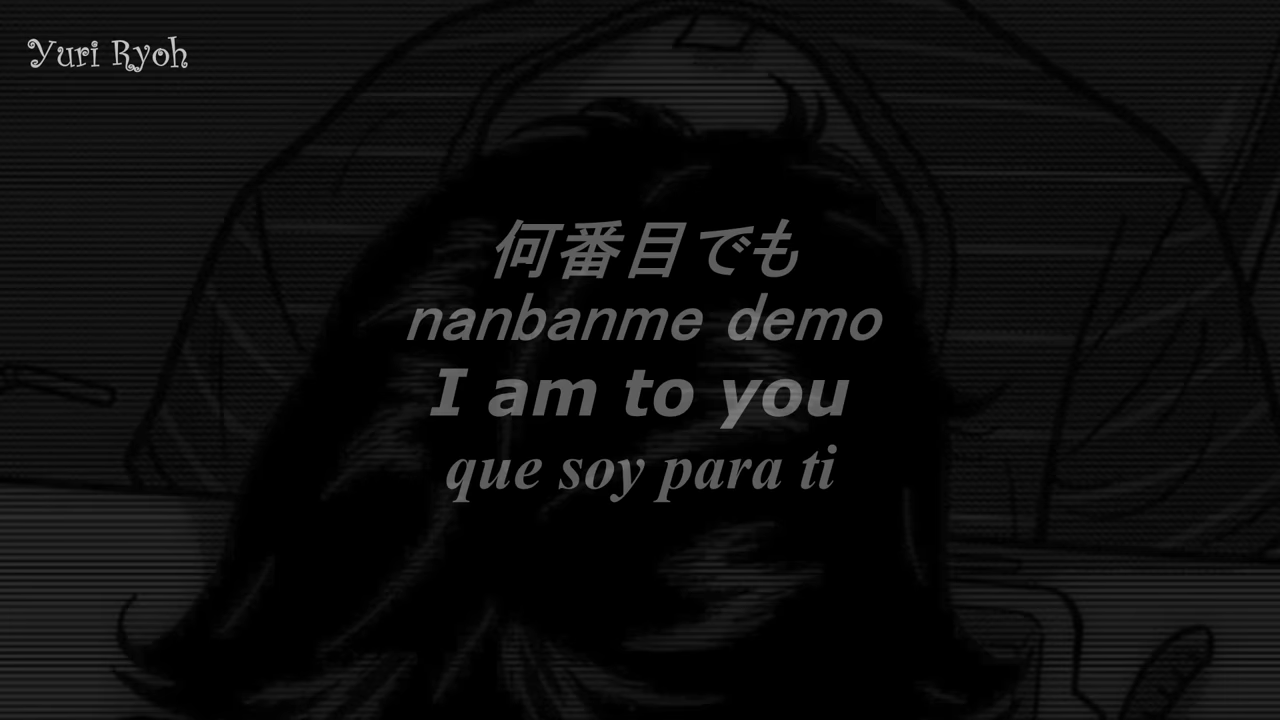 Yuri Ryoh
何番目でも
nanbanme demo
I am to you
que soy para ti